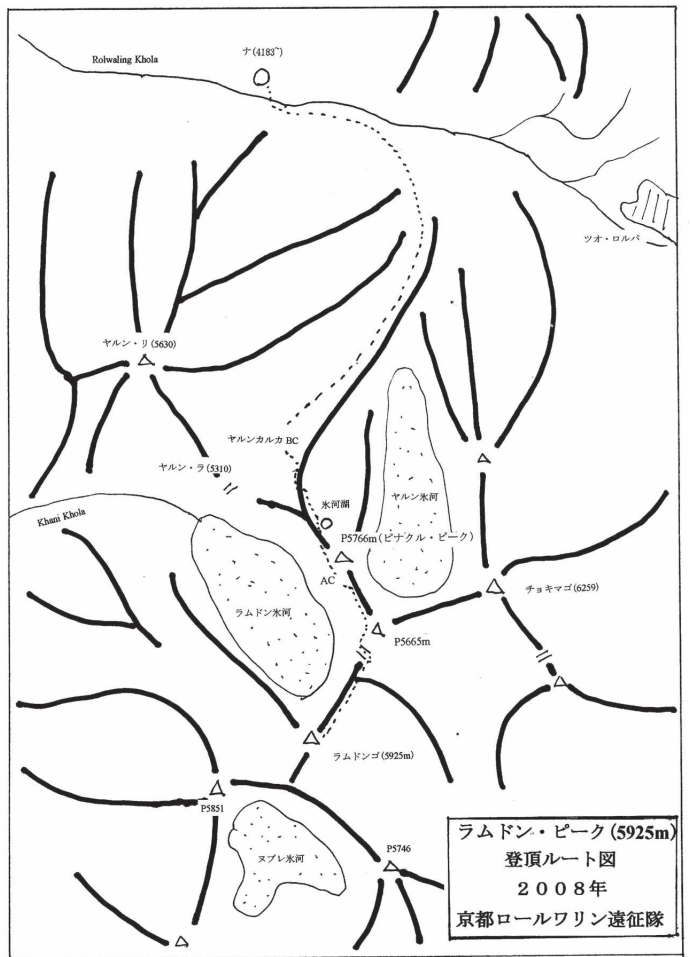 ナ(4183~)
Rolwaling Khola
ツオ・ロルパ
ヤルン・リ(5630)
ヤルンカルカ BC
ヤルン・ラ(5310)
氷河湖
ヤルン氷河
Khani Khola
P5766m(ピナクル・ピーク)
AC
チョキマゴ(6259)
ラムドン氷河
P5665m
ラムドンゴ(5925m)
P5851
P5746
ヌブレ氷河
ラムドン・ピーク(5925m)
登頂ルート図
2008年
京都ロールワリン遠征隊